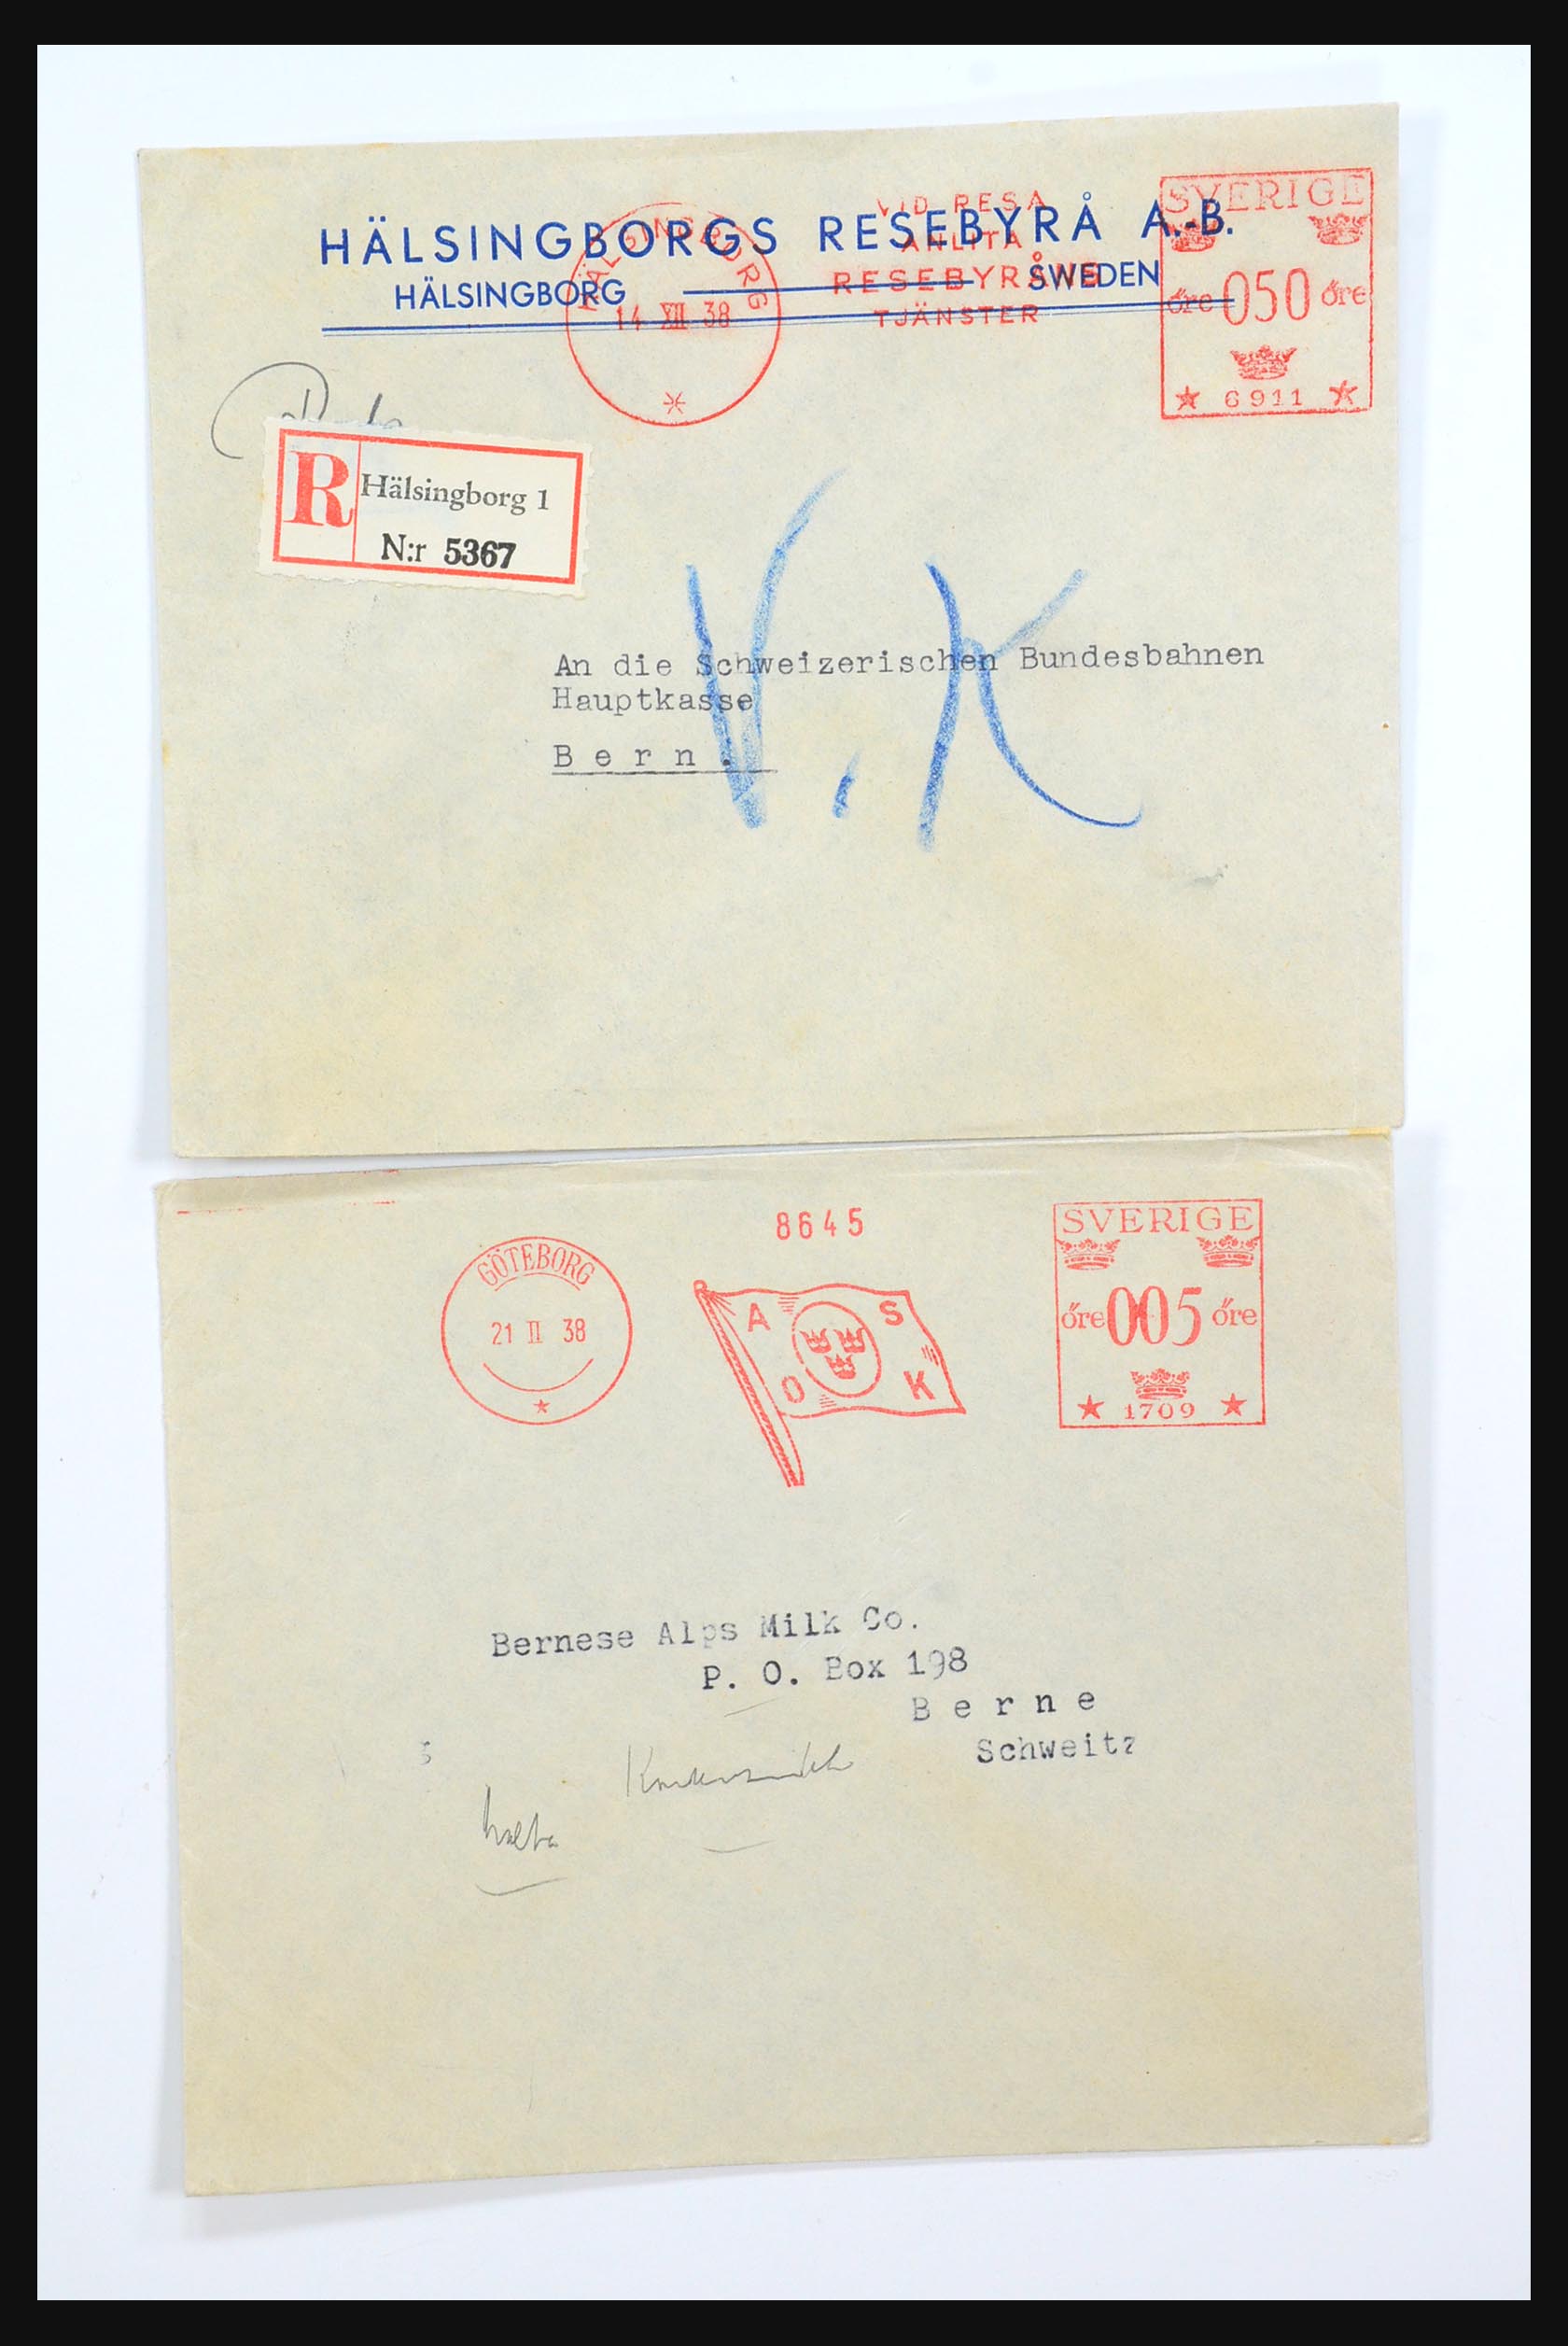 VID RESA
ANLITA
RESEBYRÅNS
TJÄNSTER
HÄLSINGBORGS RESEBYRÅ A.-B.
HÄLSINGBORG SWEDEN
HÄLSINGBORG
14 XII 38
SVERIGE
öre 050 öre
6911
R Hälsingborg 1
N:r 5367
V. K
An die Schweizerischen Bundesbahnen
Hauptkasse
Bern.
8645
GÖTEBORG
21 II 38
A S
O K
SVERIGE
öre 005 öre
1709
Bernese Alps Milk Co.
P. O. Box 198
Berne
Schweitz